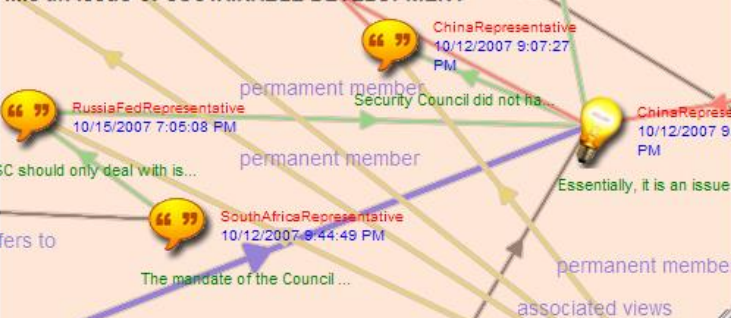 ChinaRepresentative
10/12/2007 9:07:27
PM
permament member
Security Council did not ha...
RussiaFedRepresentative
10/15/2007 7:05:08 PM
ChinaReprese
10/12/2007 9
PM
permanent member
SC should only deal with is...
Essentially, it is an issue
SouthAfricaRepresentative
10/12/2007 9:44:49 PM
fers to
The mandate of the Council ...
permanent membe
associated views